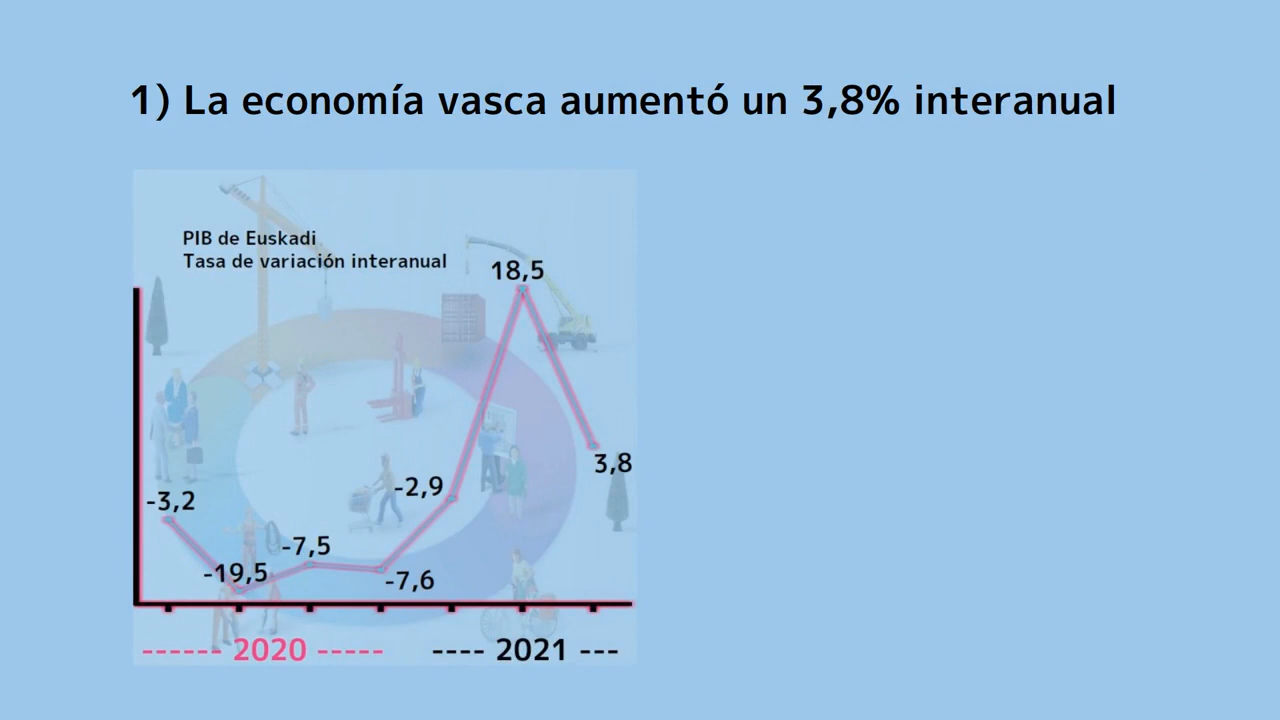 1) La economía vasca aumentó un 3,8% interanual
PIB de Euskadi
Tasa de variación interanual
18,5
3,8
-2,9
-3,2
-7,5
-19,5
-7,6
------ 2020 ----- ---- 2021 ---